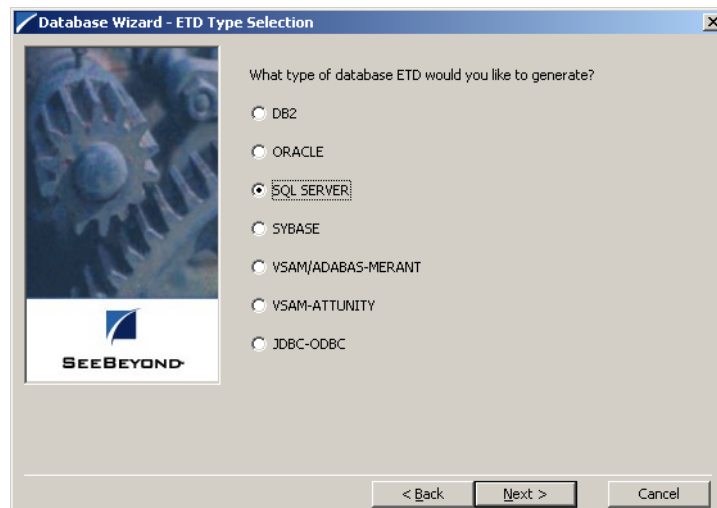 Database Wizard - ETD Type Selection
What type of database ETD would you like to generate?
DB2
ORACLE
SQL SERVER
SYBASE
VSAM/ADABAS-MERANT
VSAM-ATTUNITY
JDBC-ODBC
SEEBEYOND
< Back
Next >
Cancel